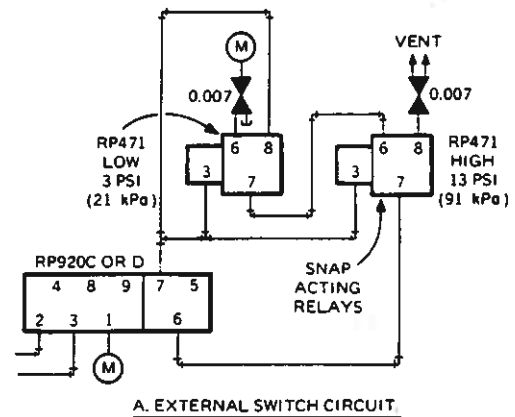 M
VENT
0.007
0.007
RP471
LOW
3 PSI
(21 kPa)
6 8
3
7
6 8
3
7
RP471
HIGH
13 PSI
(91 kPa)
SNAP
ACTING
RELAYS
RP920C OR D
4 8 9 7 5
2 3 1 6
M
A. EXTERNAL SWITCH CIRCUIT